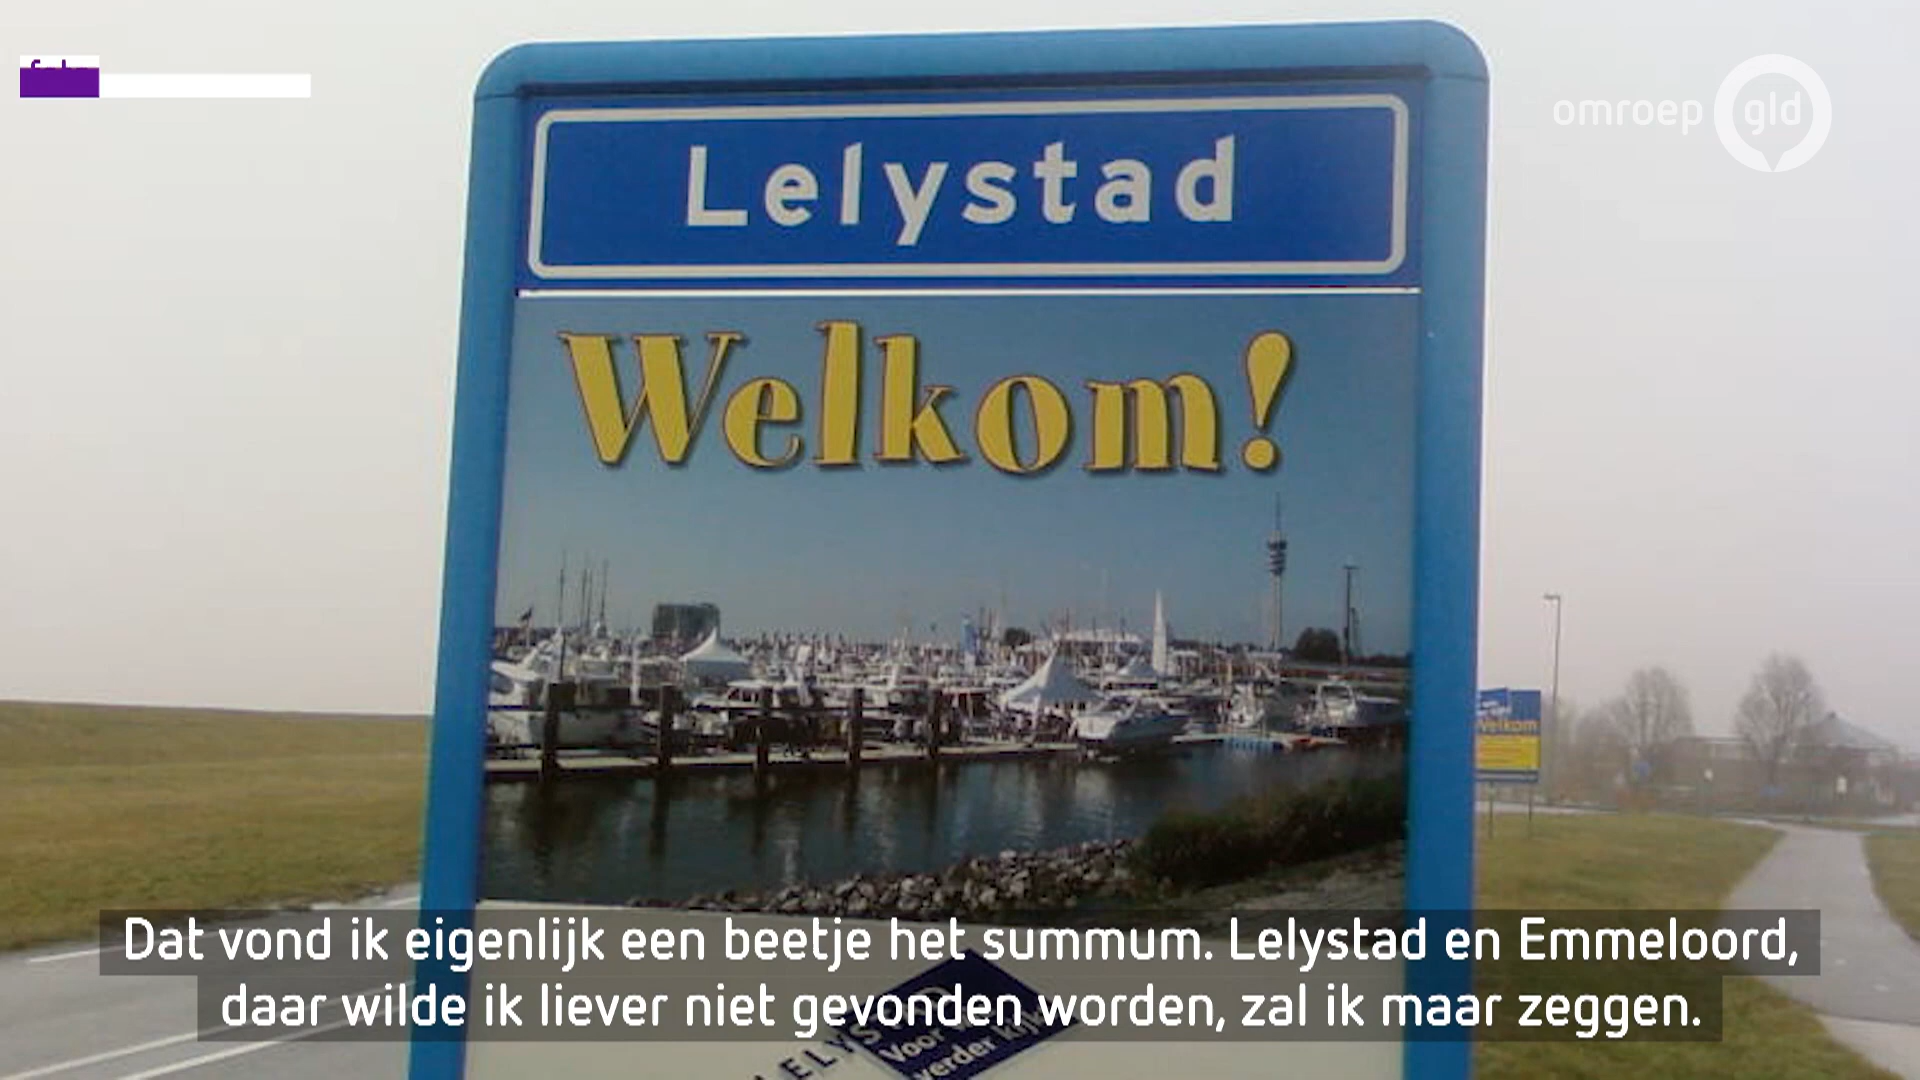 omroep gld
Lelystad
Welkom!
Welkom
Dat vond ik eigenlijk een beetje het summum. Lelystad en Emmeloord,
daar wilde ik liever niet gevonden worden, zal ik maar zeggen.